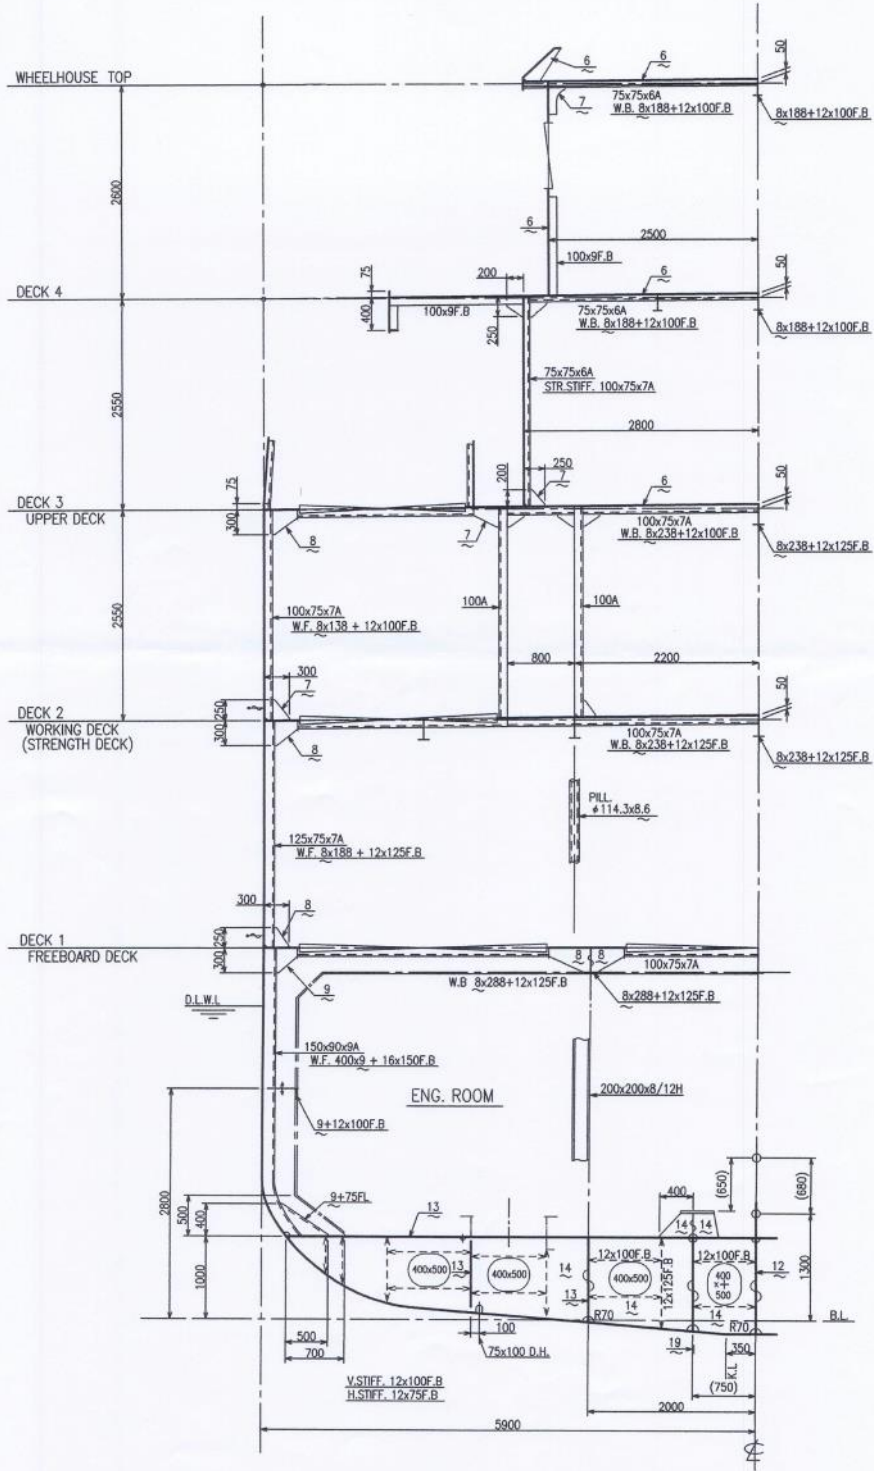 WHEELHOUSE TOP
6
6
50
75x75x6A
W.B. 8x188+12x100F.B
7
8x188+12x100F.B
2600
6
2500
100x9F.B
50
DECK 4
75
200
6
400
100x9F.B
250
75x75x6A
W.B. 8x188+12x100F.B
8x188+12x100F.B
75x75x6A
STR.STIFF. 100x75x7A
2550
2800
75
200
250
7
6
50
DECK 3
UPPER DECK
300
8
7
100x75x7A
W.B. 8x238+12x100F.B
8x238+12x125F.B
2550
100x75x7A
W.F. 8x138 + 12x100F.B
100A
100A
300
800
2200
50
7
250
DECK 2
WORKING DECK
(STRENGTH DECK)
300
8
100x75x7A
W.B. 8x238+12x125F.B
8x238+12x125F.B
PILL.
φ114.3x8.6
125x75x7A
W.F. 8x188 + 12x125F.B
300
8
250
DECK 1
FREEBOARD DECK
300
9
8 8
100x75x7A
W.B 8x288+12x125F.B
8x288+12x125F.B
D.L.W.L
150x90x9A
W.F. 400x9 + 16x150F.B
ENG. ROOM
200x200x8/12H
9+12x100F.B
2800
(650)
(680)
9+75FL
400
500
400
13
14 14
1000
400x500
13
400x500
14
13
12x100F.B
400x500
14
12x125F.B
12x100F.B
400
x
500
14
12
1300
R70
R70
B.L.
500
700
100
75x100 D.H.
19
K.L
350
(750)
V.STIFF. 12x100F.B
H.STIFF. 12x75F.B
2000
5900